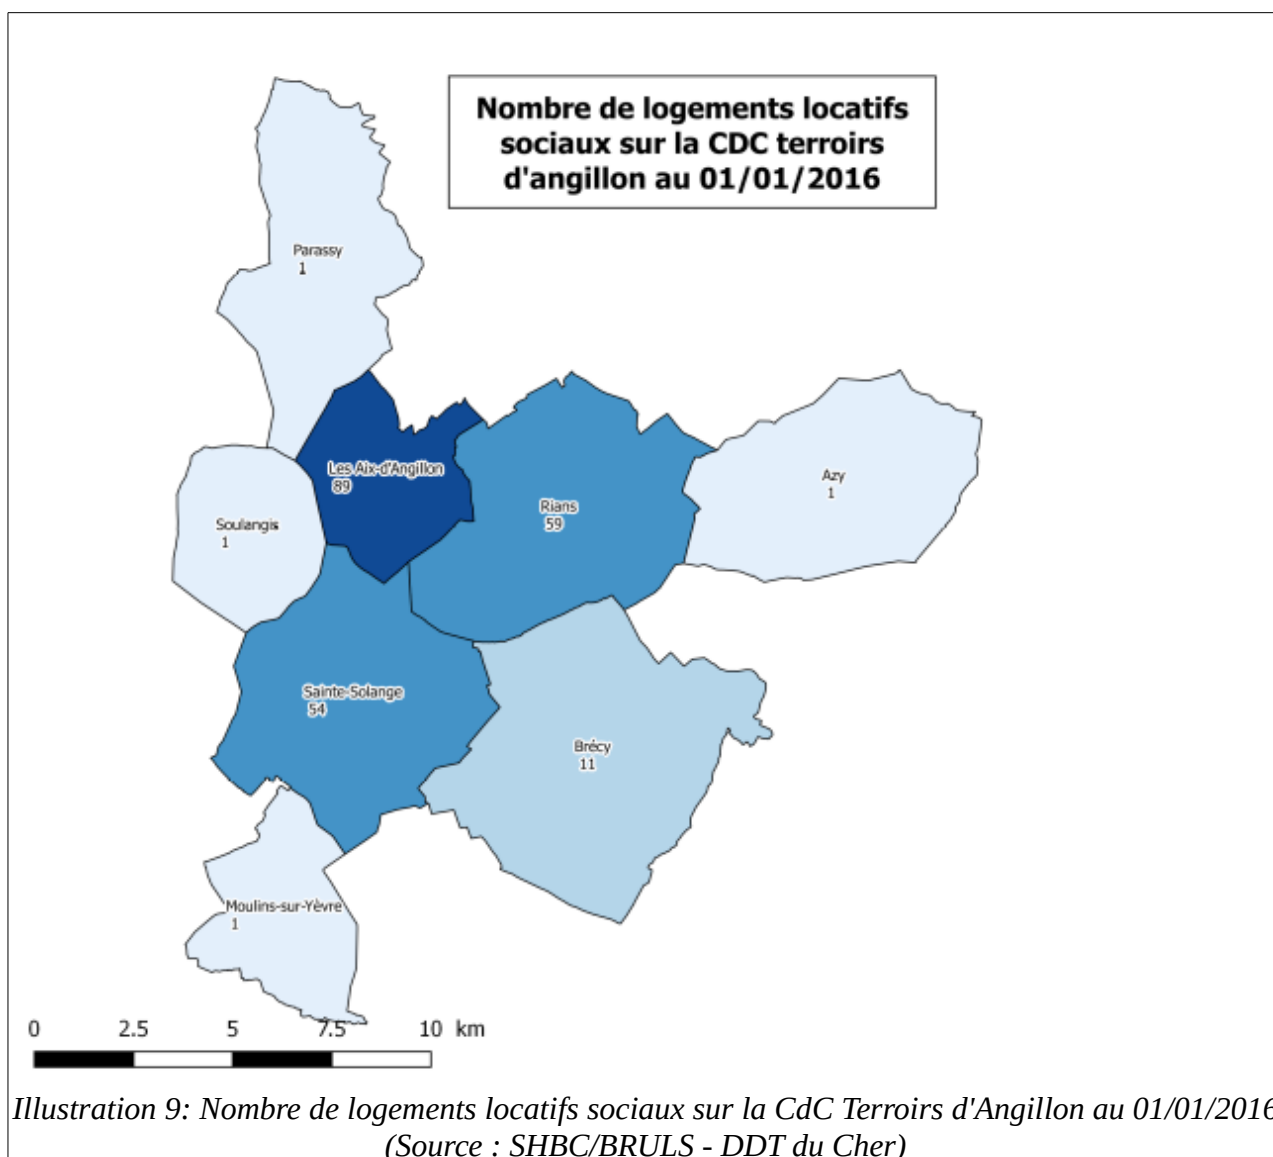 Nombre de logements locatifs
sociaux sur la CDC terroirs
d'angillon au 01/01/2016
Parassy
1
Les Aix-d'Angillon
89
Rians
59
Azy
1
Soulangis
1
Sainte-Solange
54
Brécy
11
Moulins-sur-Yèvre
1
0 2.5 5 7.5 10 km
Illustration 9: Nombre de logements locatifs sociaux sur la CdC Terroirs d'Angillon au 01/01/2016
(Source : SHBC/BRULS - DDT du Cher)